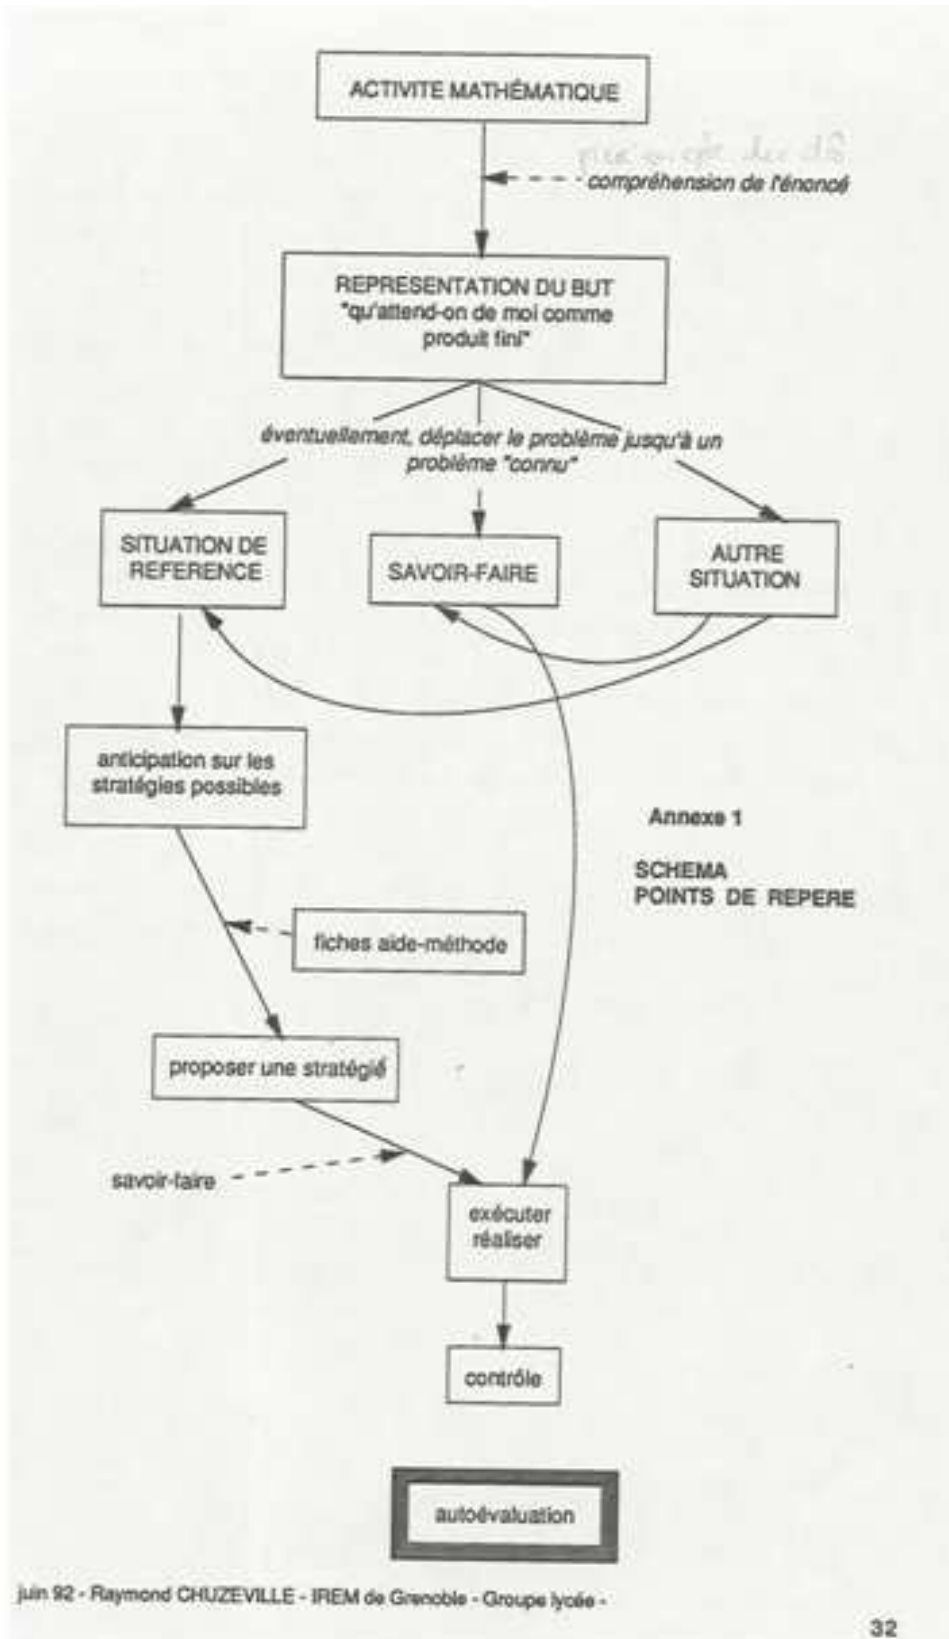 ACTIVITE MATHÉMATIQUE
compréhension de l'énoncé
REPRESENTATION DU BUT
"qu'attend-on de moi comme
produit fini"
éventuellement, déplacer le problème jusqu'à un
problème "connu"
SITUATION DE
REFERENCE
SAVOIR-FAIRE
AUTRE
SITUATION
anticipation sur les
stratégies possibles
Annexe 1
SCHEMA
POINTS DE REPERE
fiches aide-méthode
proposer une stratégie
savoir-faire
exécuter
réaliser
contrôle
autoévaluation
juin 92 - Raymond CHUZEVILLE - IREM de Grenoble - Groupe lycée -
32